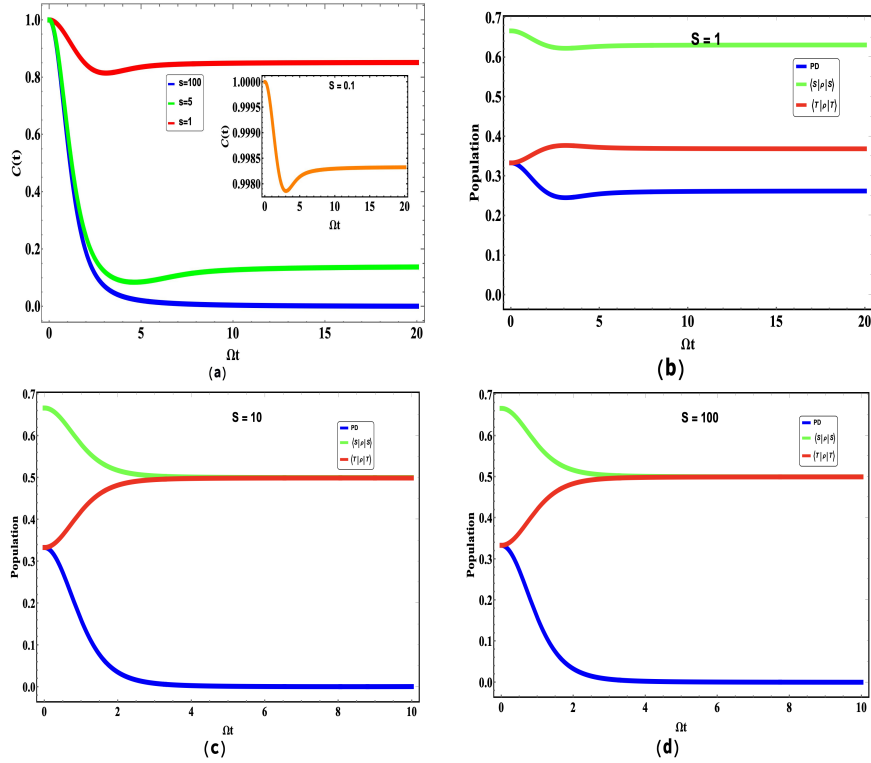 1.0
0.8
0.6
0.4
0.2
0.0
C(t)
0 5 10 15 20
Ωt
(a)
s=100
s=5
s=1
S = 0.1
1.0000
0.9995
0.9990
0.9985
0.9980
C(t)
0 5 10 15 20
Ωt
0.7
0.6
0.5
0.4
0.3
0.2
0.1
0.0
Population
S = 1
PD
⟨S|ρ|S⟩
⟨T|ρ|T⟩
0 5 10 15 20
Ωt
(b)
0.7
0.6
0.5
0.4
0.3
0.2
0.1
0.0
Population
S = 10
PD
⟨S|ρ|S⟩
⟨T|ρ|T⟩
0 2 4 6 8 10
Ωt
(c)
0.7
0.6
0.5
0.4
0.3
0.2
0.1
0.0
Population
S = 100
PD
⟨S|ρ|S⟩
⟨T|ρ|T⟩
0 2 4 6 8 10
Ωt
(d)